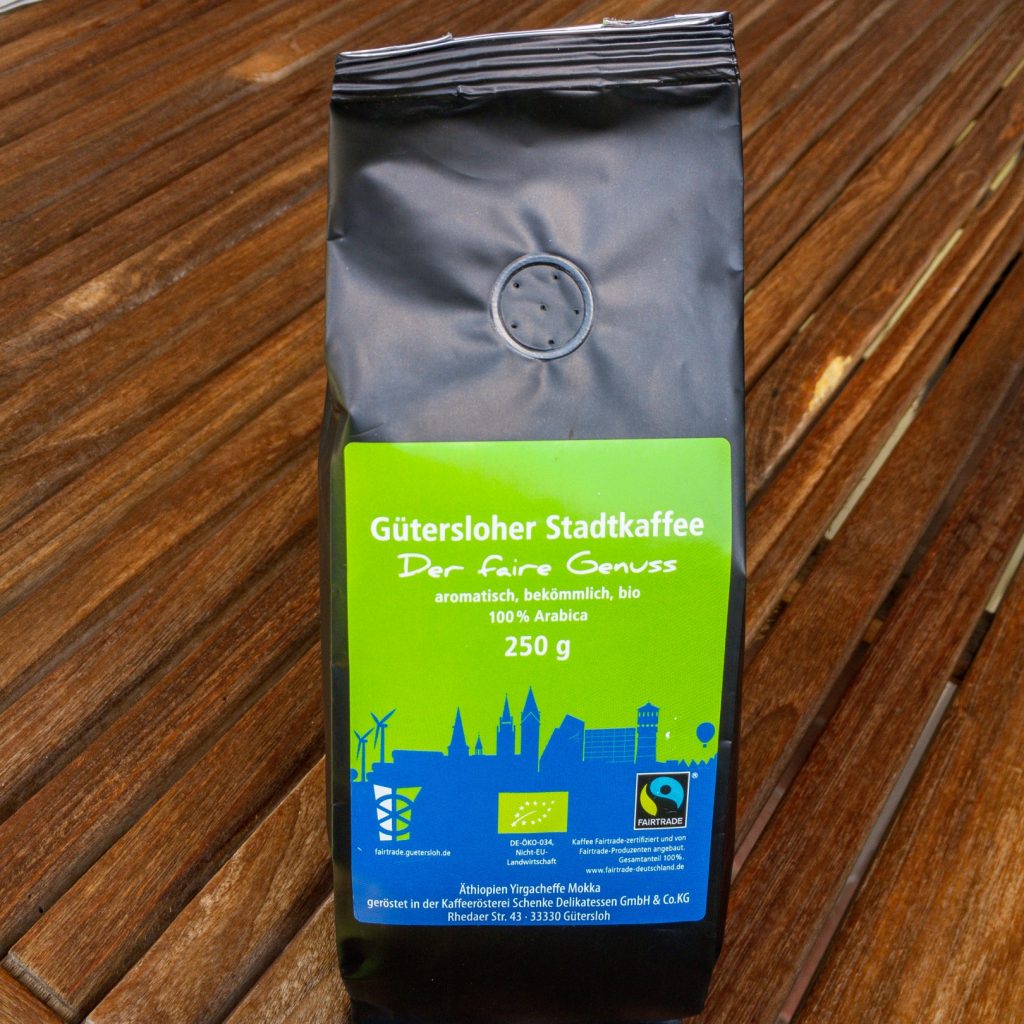 Gütersloher Stadtkaffee
Der faire Genuss
aromatisch, bekömmlich, bio
100% Arabica
250 g
fairtrade.guetersloh.de
DE-ÖKO-034,
Nicht-EU-
Landwirtschaft
®
FAIRTRADE
Kaffee Fairtrade-zertifiziert und von
Fairtrade-Produzenten angebaut.
Gesamtanteil 100%.
www.fairtrade-deutschland.de
Äthiopien Yirgacheffe Mokka
geröstet in der Kaffeerösterei Schenke Delikatessen GmbH & Co.KG
Rhedaer Str. 43 · 33330 Gütersloh